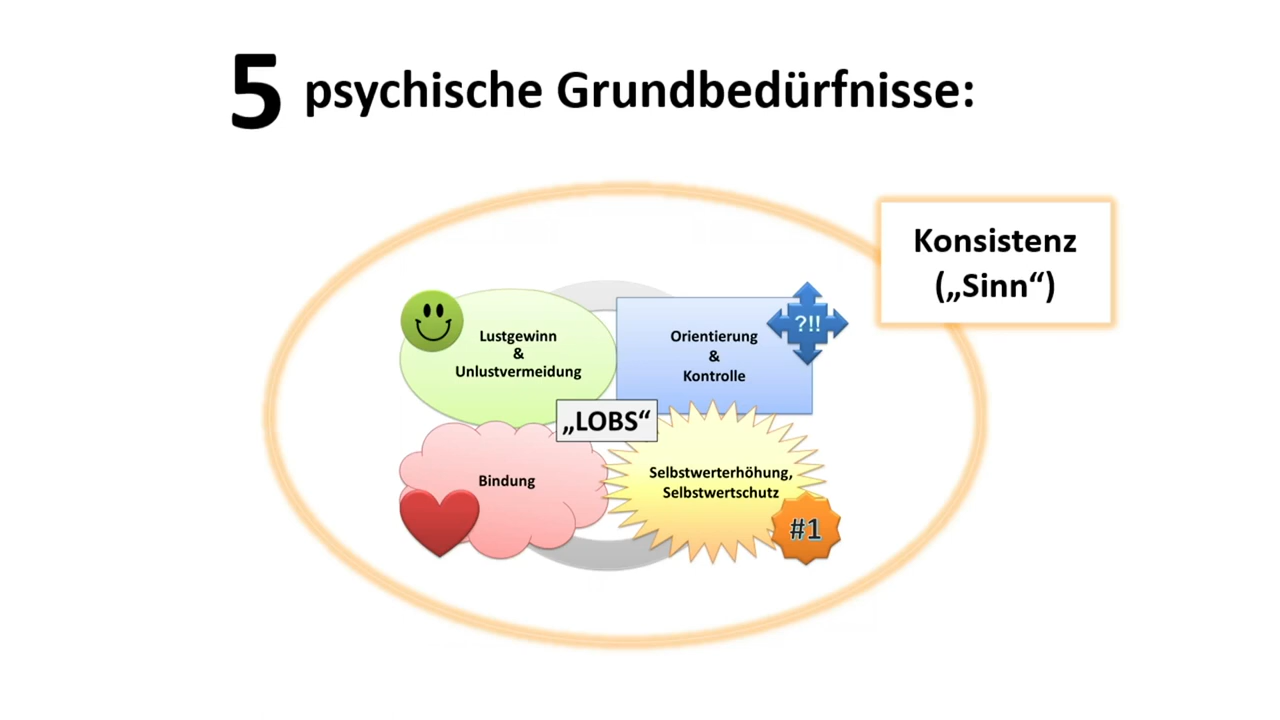 5 psychische Grundbedürfnisse:
Konsistenz
(„Sinn“)
Lustgewinn
&
Unlustvermeidung
Orientierung
&
Kontrolle
?!!
„LOBS“
Bindung
Selbstwerterhöhung,
Selbstwertschutz
#1